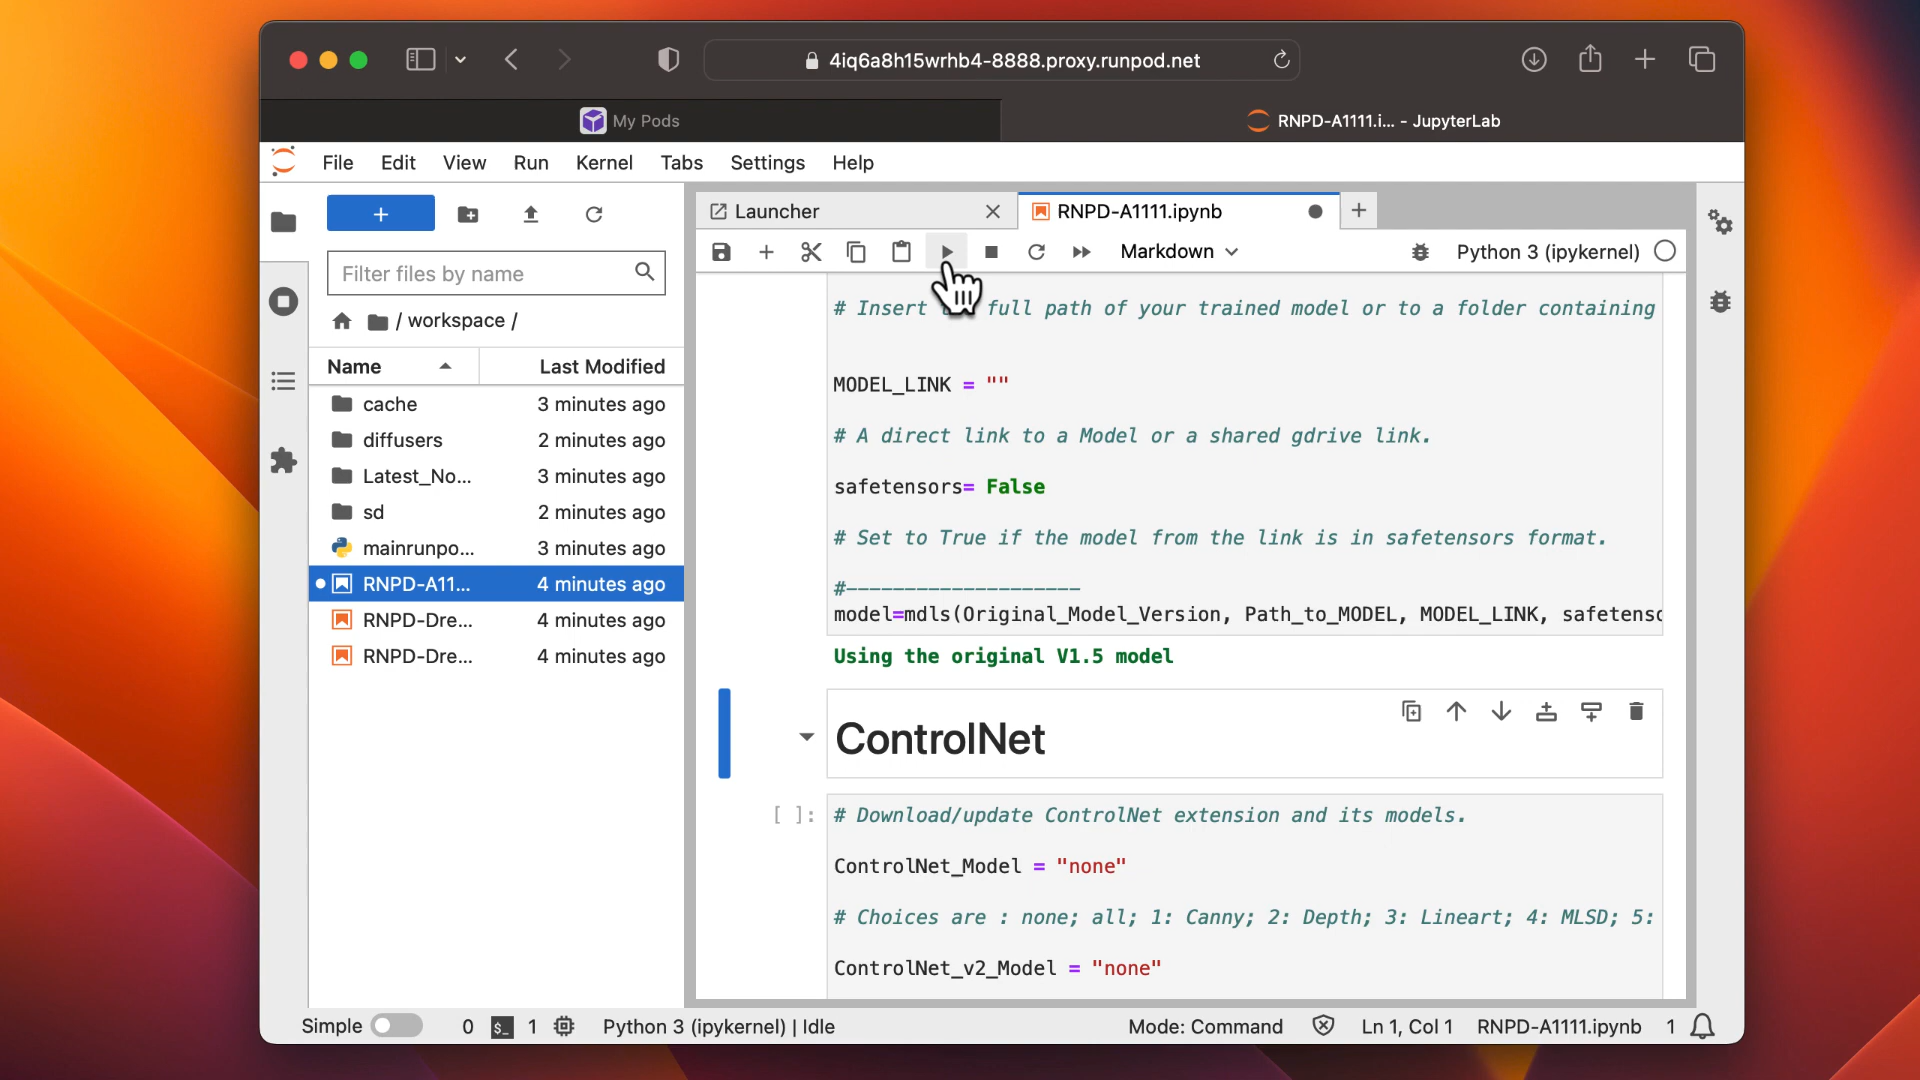 4iq6a8h15wrhb4-8888.proxy.runpod.net
My Pods
RNPD-A1111.i... - JupyterLab
File Edit View Run Kernel Tabs Settings Help
+
Launcher
RNPD-A1111.ipynb
Markdown
Python 3 (ipykernel)
Filter files by name
/ workspace /
Name Last Modified
cache 3 minutes ago
diffusers 2 minutes ago
Latest_No... 3 minutes ago
sd 2 minutes ago
mainrunpo... 3 minutes ago
RNPD-A11... 4 minutes ago
RNPD-Dre... 4 minutes ago
RNPD-Dre... 4 minutes ago
# Insert full path of your trained model or to a folder containing
MODEL_LINK = ""
# A direct link to a Model or a shared gdrive link.
safetensors= False
# Set to True if the model from the link is in safetensors format.
#--------------------
model=mdls(Original_Model_Version, Path_to_MODEL, MODEL_LINK, safetenso
Using the original V1.5 model
ControlNet
[ ]: # Download/update ControlNet extension and its models.
ControlNet_Model = "none"
# Choices are : none; all; 1: Canny; 2: Depth; 3: Lineart; 4: MLSD; 5:
ControlNet_v2_Model = "none"
Simple 0 $_ 1 Python 3 (ipykernel) | Idle Mode: Command Ln 1, Col 1 RNPD-A1111.ipynb 1